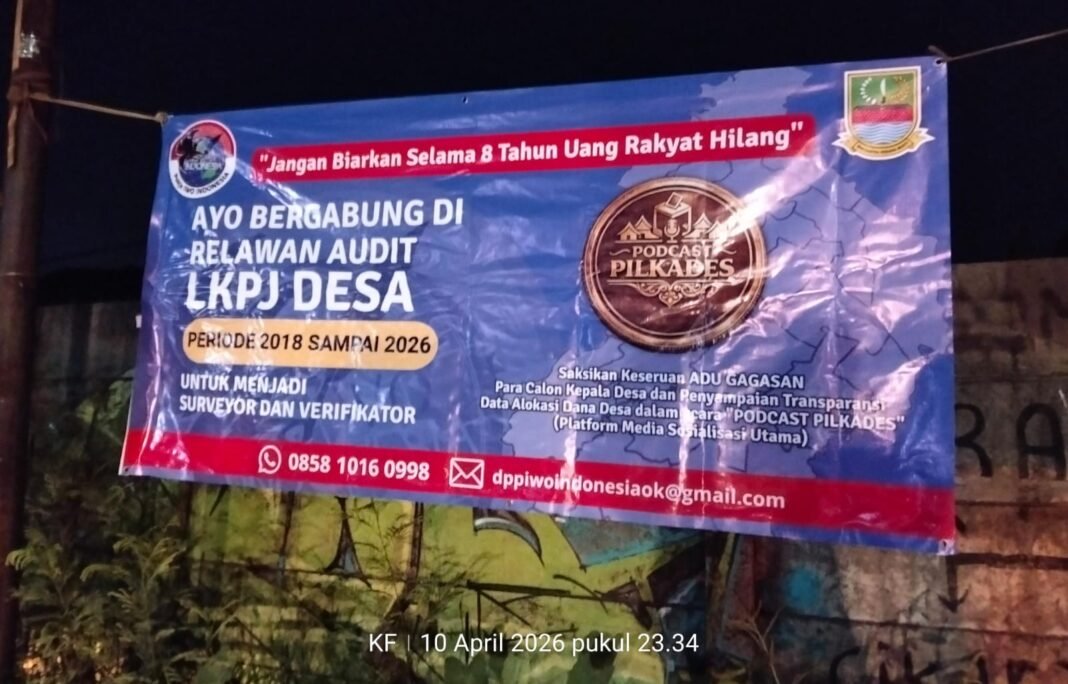 "Jangan Biarkan Selama 8 Tahun Uang Rakyat Hilang"
INDONESIA
AYO BERGABUNG DI
RELAWAN AUDIT
LKPJ DESA
PERIODE 2018 SAMPAI 2026
UNTUK MENJADI
SURVEYOR DAN VERIFIKATOR
PODCAST
PILKADES
Saksikan Keseruan ADU GAGASAN
Para Calon Kepala Desa dan Penyampaian Transparansi
Data Alokasi Dana Desa dalam Acara "PODCAST PILKADES"
(Platform Media Sosialisasi Utama)
0858 1016 0998
dppiwoindonesiaok@gmail.com
KF | 10 April 2026 pukul 23.34